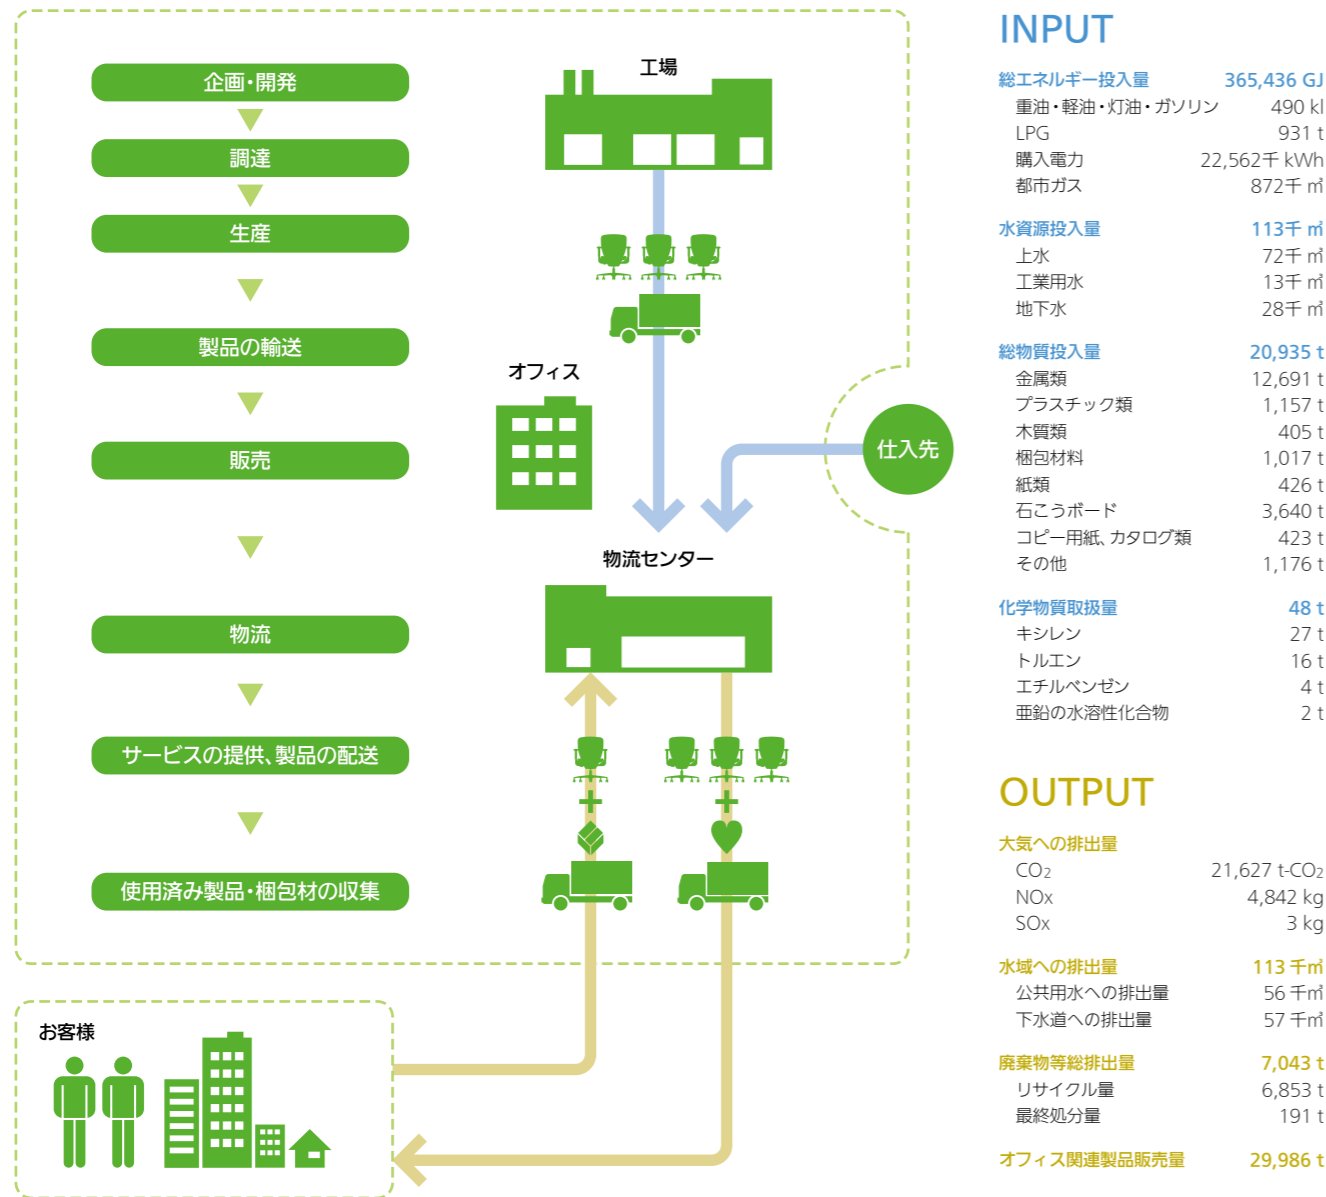 企画・開発
調達
生産
製品の輸送
販売
物流
サービスの提供、製品の配送
使用済み製品・梱包材の収集
工場
オフィス
仕入先
物流センター
お客様
INPUT
総エネルギー投入量 365,436 GJ
重油・軽油・灯油・ガソリン 490 kl
LPG 931 t
購入電力 22,562千 kWh
都市ガス 872千 ㎥
水資源投入量 113千 ㎥
上水 72千 ㎥
工業用水 13千 ㎥
地下水 28千 ㎥
総物質投入量 20,935 t
金属類 12,691 t
プラスチック類 1,157 t
木質類 405 t
梱包材料 1,017 t
紙類 426 t
石こうボード 3,640 t
コピー用紙、カタログ類 423 t
その他 1,176 t
化学物質取扱量 48 t
キシレン 27 t
トルエン 16 t
エチルベンゼン 4 t
亜鉛の水溶性化合物 2 t
OUTPUT
大気への排出量
CO₂ 21,627 t-CO₂
NOx 4,842 kg
SOx 3 kg
水域への排出量 113 千㎥
公共用水への排出量 56 千㎥
下水道への排出量 57 千㎥
廃棄物等総排出量 7,043 t
リサイクル量 6,853 t
最終処分量 191 t
オフィス関連製品販売量 29,986 t